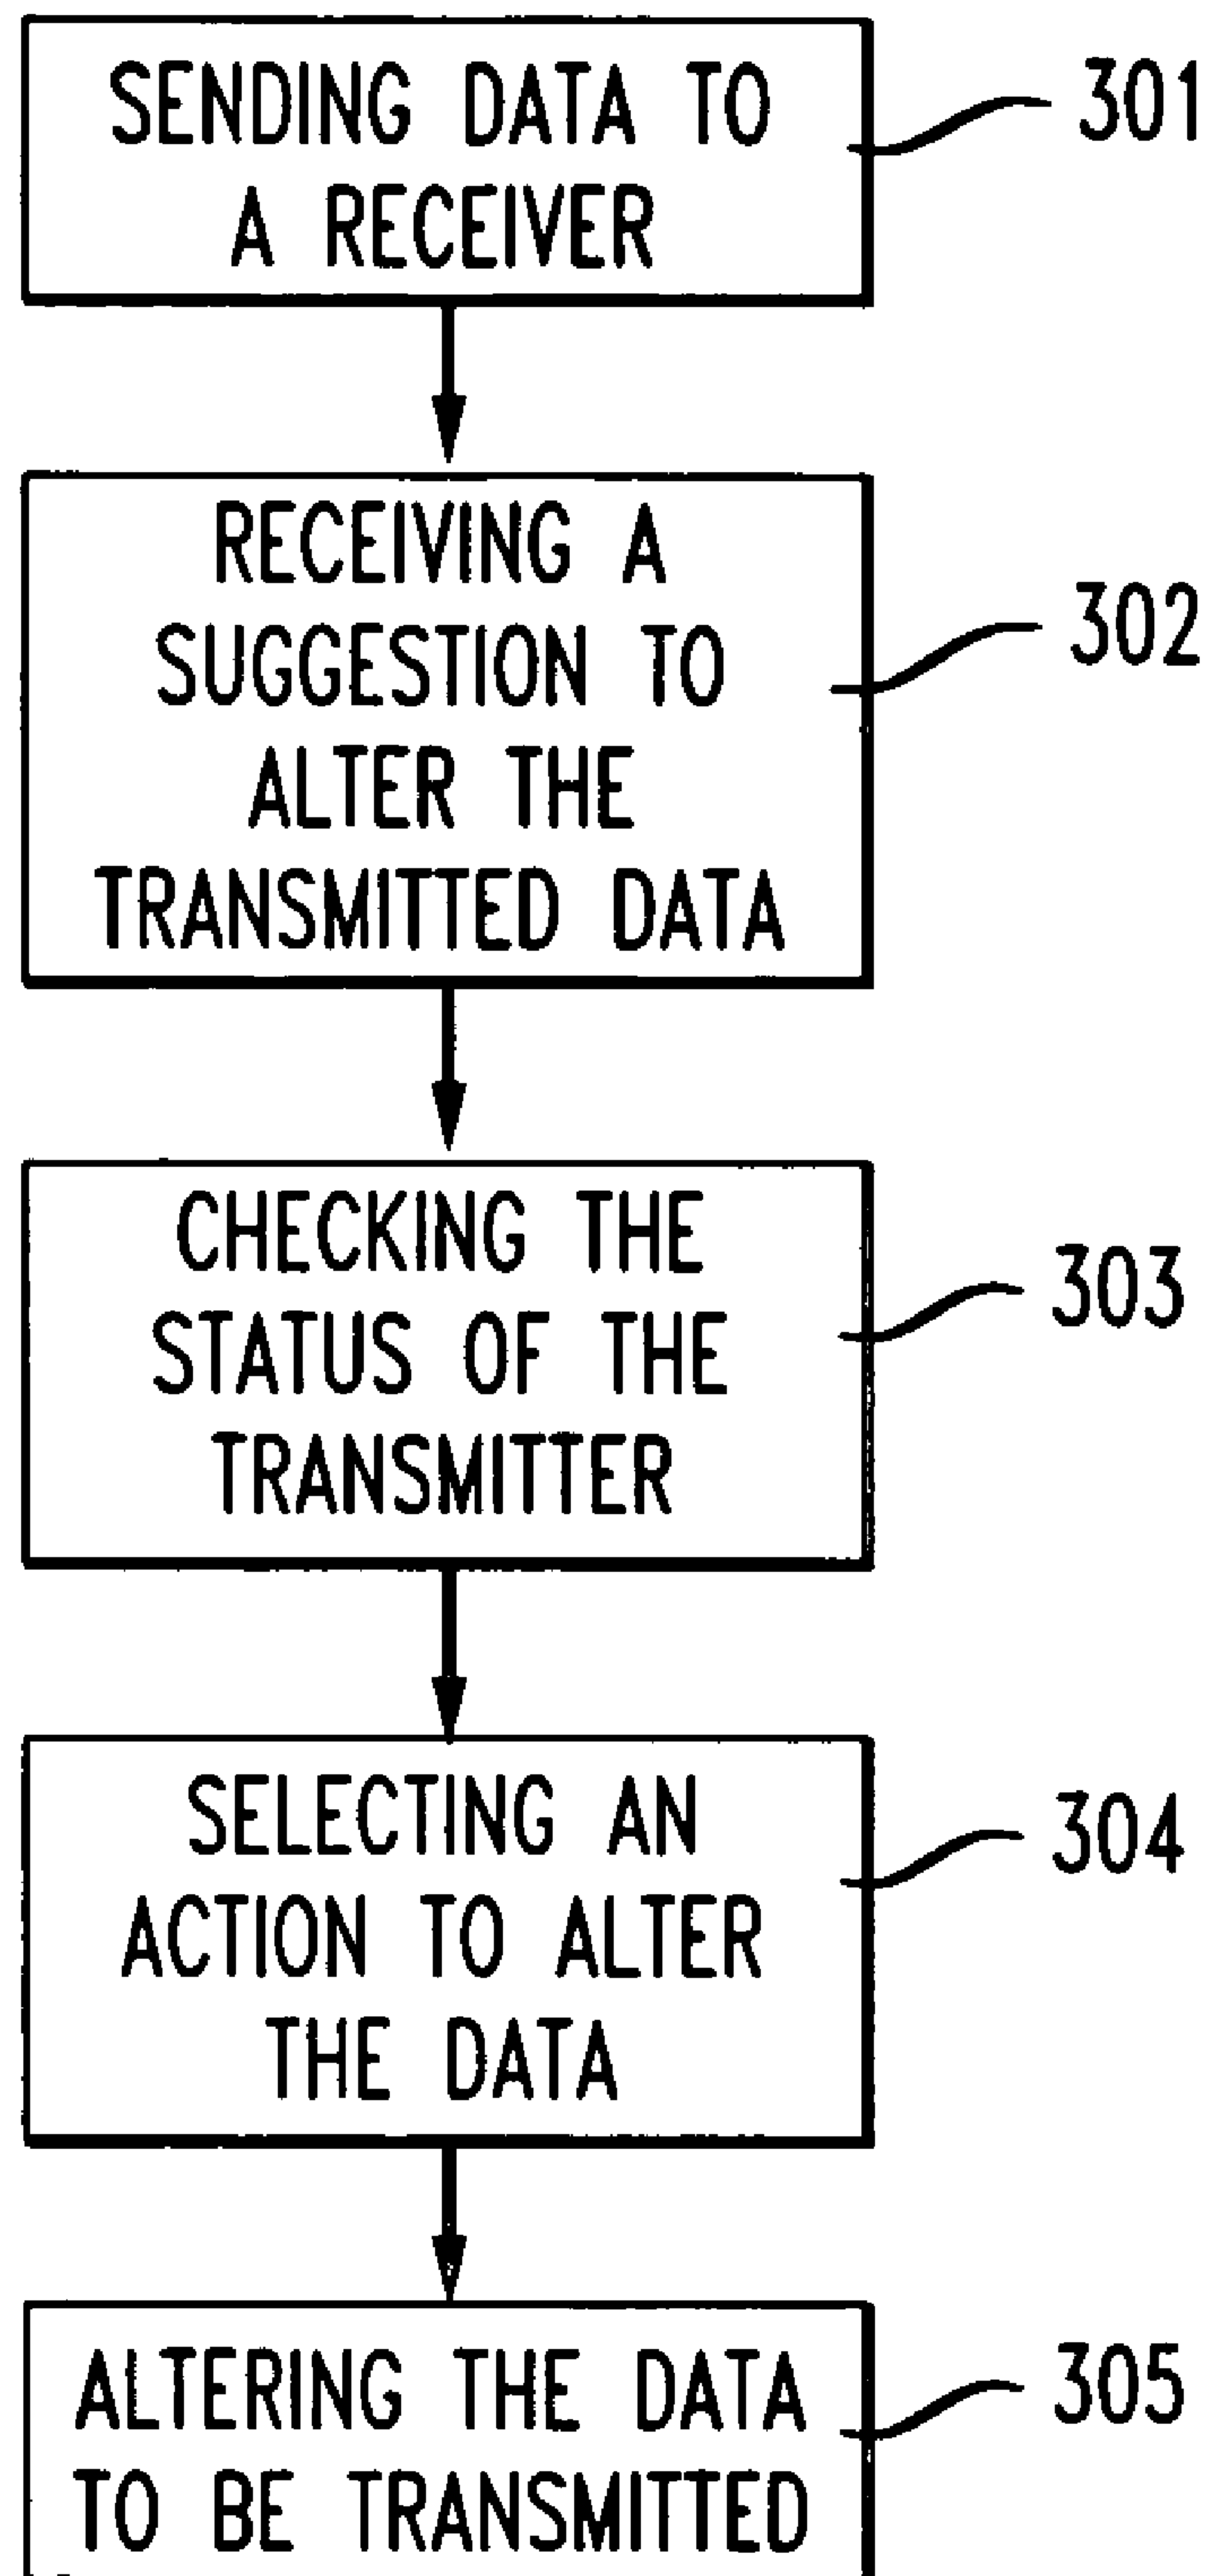 SENDING DATA TO
A RECEIVER
301
RECEIVING A
SUGGESTION TO
ALTER THE
TRANSMITTED DATA
302
CHECKING THE
STATUS OF THE
TRANSMITTER
303
SELECTING AN
ACTION TO ALTER
THE DATA
304
ALTERING THE DATA
TO BE TRANSMITTED
305